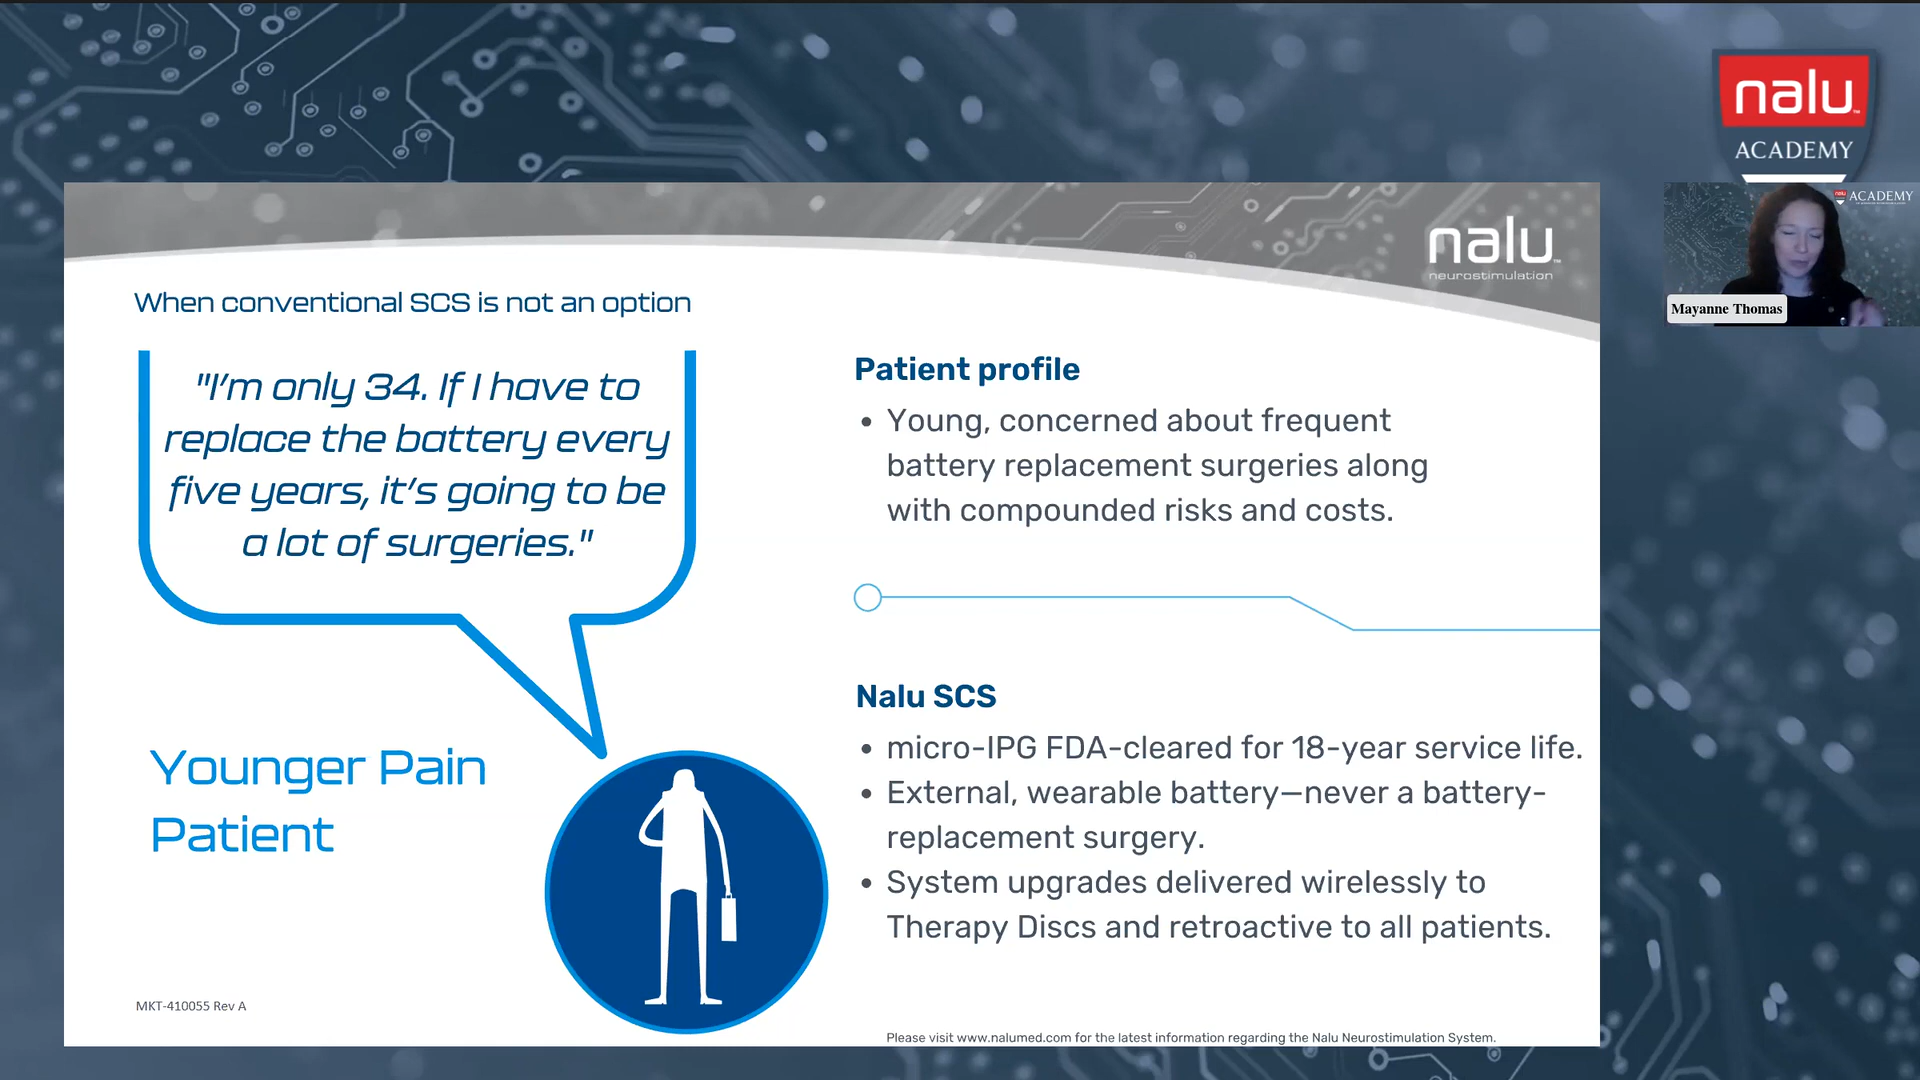 nalu
ACADEMY
nalu
neurostimulation
nalu ACADEMY
Mayanne Thomas
When conventional SCS is not an option
"I'm only 34. If I have to
replace the battery every
five years, it's going to be
a lot of surgeries."
Younger Pain
Patient
Patient profile
• Young, concerned about frequent
battery replacement surgeries along
with compounded risks and costs.
Nalu SCS
• micro-IPG FDA-cleared for 18-year service life.
• External, wearable battery—never a battery-
replacement surgery.
• System upgrades delivered wirelessly to
Therapy Discs and retroactive to all patients.
MKT-410055 Rev A
Please visit www.nalumed.com for the latest information regarding the Nalu Neurostimulation System.